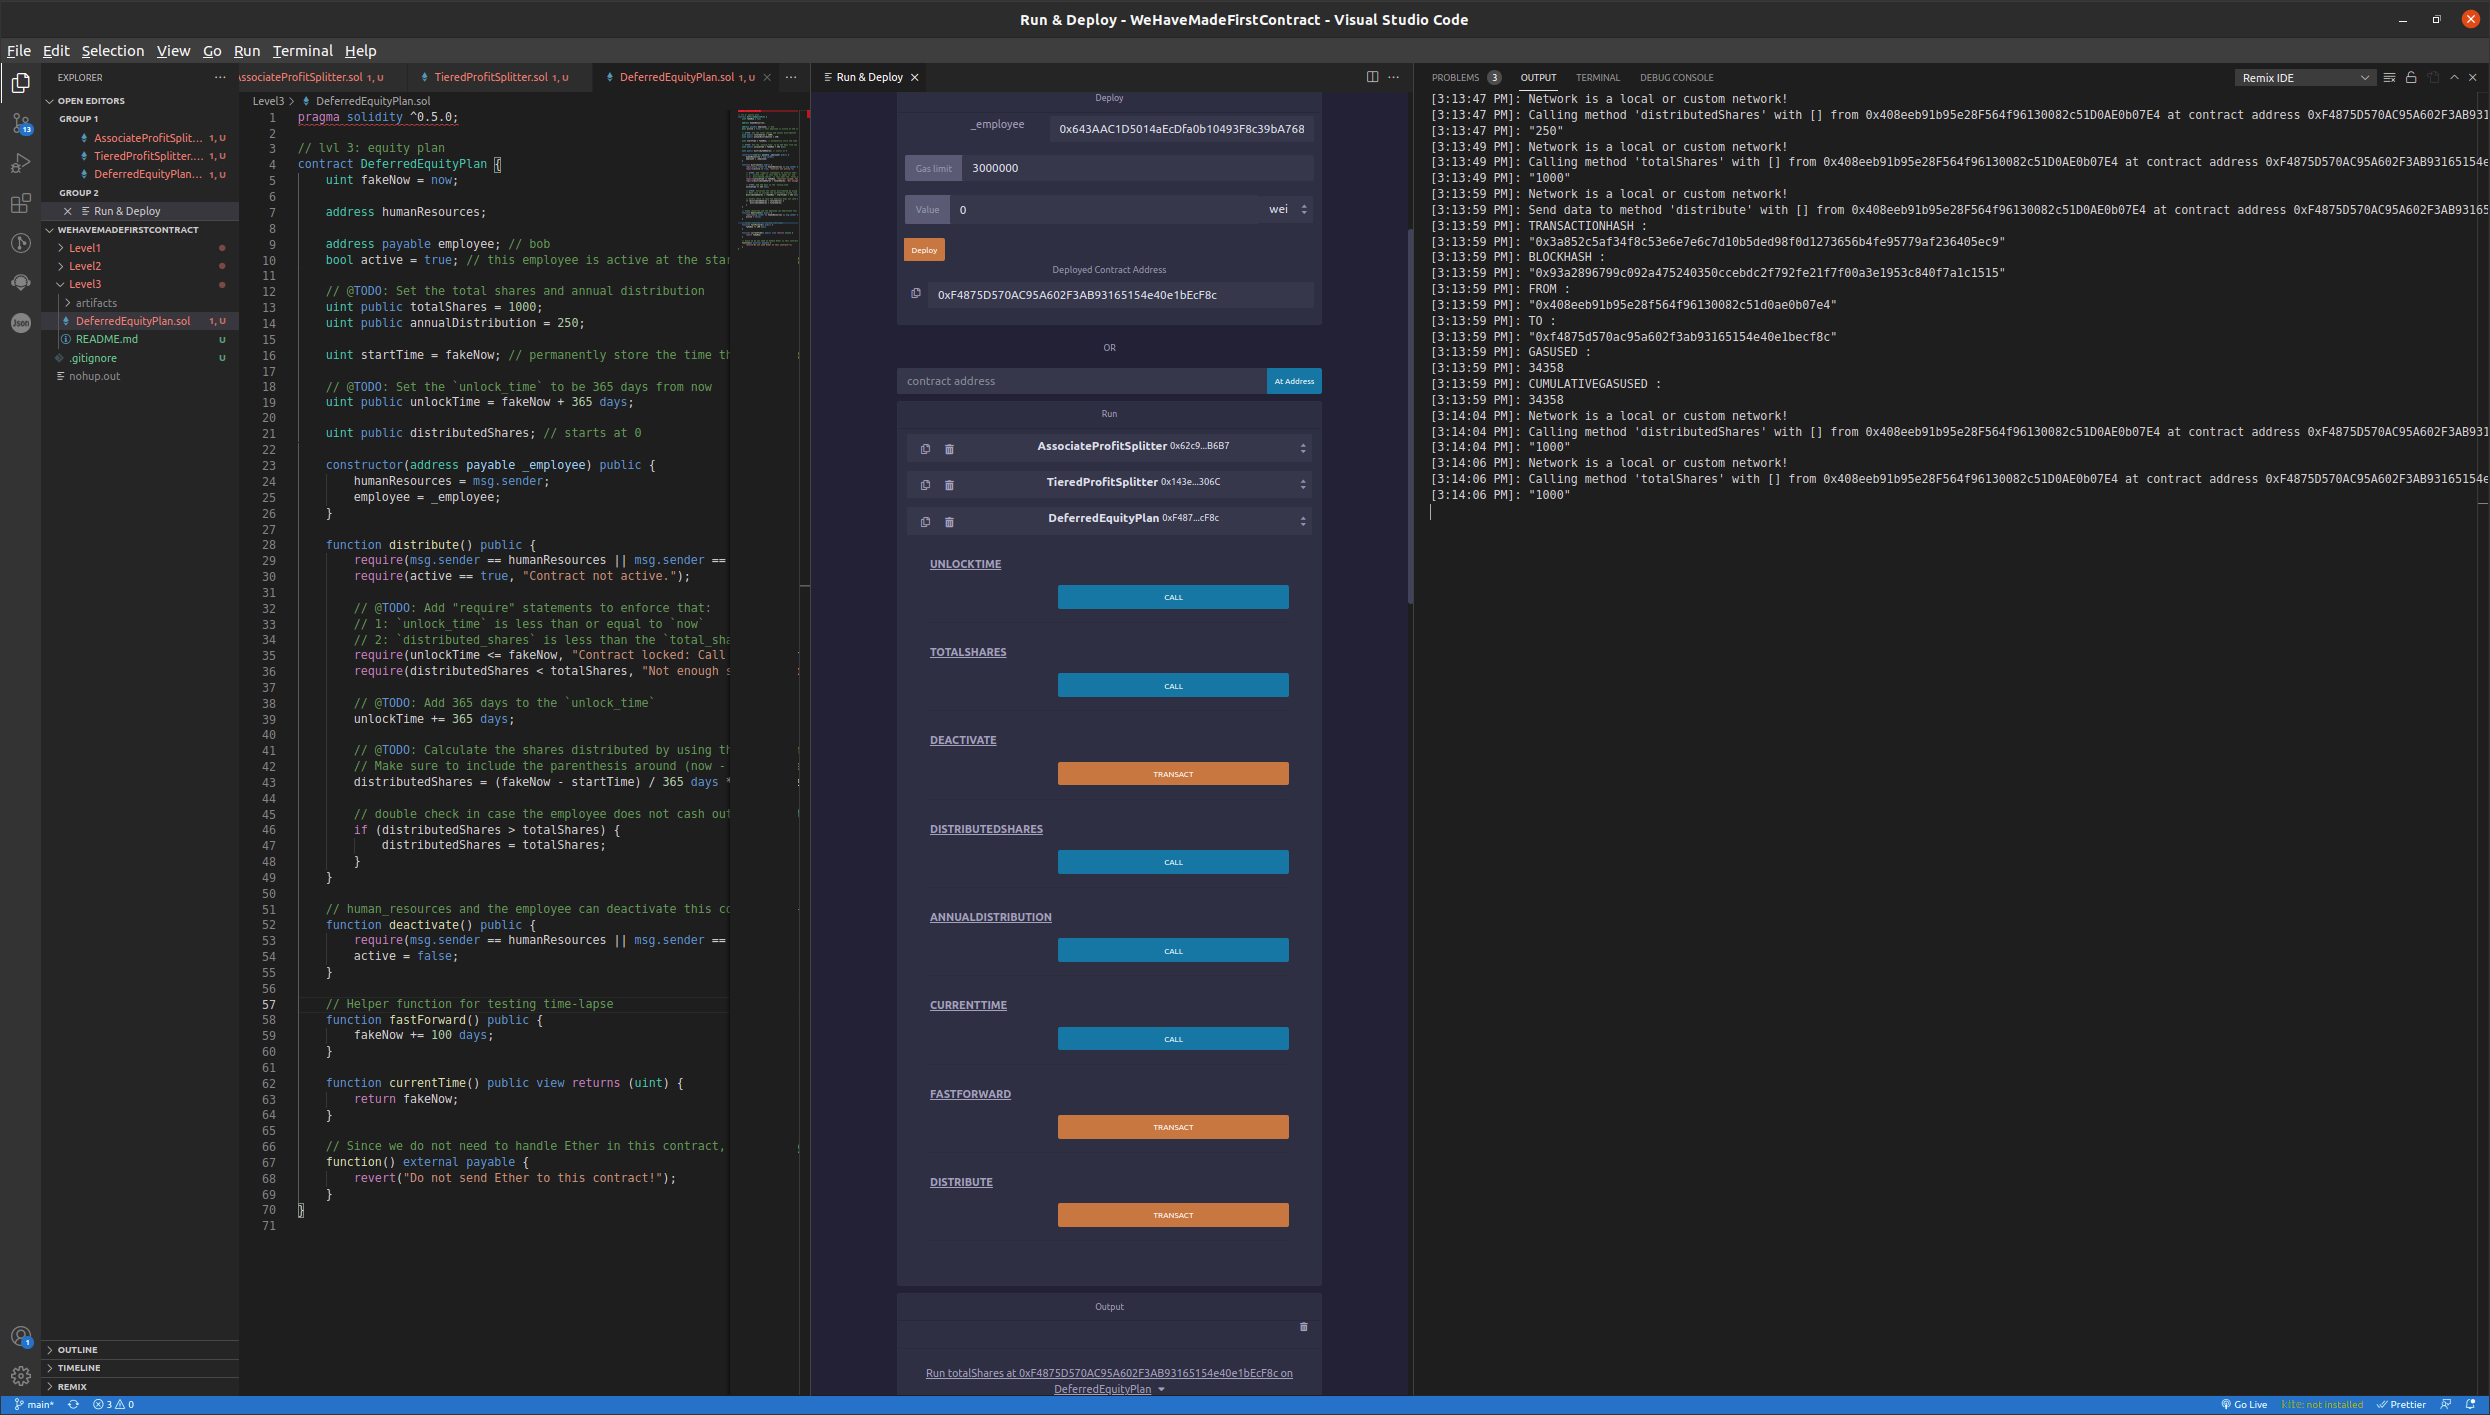 Run & Deploy - WeHaveMadeFirstContract - Visual Studio Code
File Edit Selection View Go Run Terminal Help
EXPLORER
OPEN EDITORS
GROUP 1
AssociateProfitSplit... 1, U
TieredProfitSplitter.... 1, U
DeferredEquityPlan... 1, U
GROUP 2
Run & Deploy
WEHAVEMADEFIRSTCONTRACT
Level1
Level2
Level3
artifacts
DeferredEquityPlan.sol 1, U
README.md U
.gitignore U
nohup.out
OUTLINE
TIMELINE
REMIX
13
Json
1
AssociateProfitSplitter.sol 1, U TieredProfitSplitter.sol 1, U DeferredEquityPlan.sol 1, U
Level3 > DeferredEquityPlan.sol
1 pragma solidity ^0.5.0;
2
3 // lvl 3: equity plan
4 contract DeferredEquityPlan {
5 uint fakeNow = now;
6
7 address humanResources;
8
9 address payable employee; // bob
10 bool active = true; // this employee is active at the star
11
12 // @TODO: Set the total shares and annual distribution
13 uint public totalShares = 1000;
14 uint public annualDistribution = 250;
15
16 uint startTime = fakeNow; // permanently store the time th
17
18 // @TODO: Set the `unlock_time` to be 365 days from now
19 uint public unlockTime = fakeNow + 365 days;
20
21 uint public distributedShares; // starts at 0
22
23 constructor(address payable _employee) public {
24 humanResources = msg.sender;
25 employee = _employee;
26 }
27
28 function distribute() public {
29 require(msg.sender == humanResources || msg.sender ==
30 require(active == true, "Contract not active.");
31
32 // @TODO: Add "require" statements to enforce that:
33 // 1: `unlock_time` is less than or equal to `now`
34 // 2: `distributed_shares` is less than the `total_sha
35 require(unlockTime <= fakeNow, "Contract locked: Call
36 require(distributedShares < totalShares, "Not enough s
37
38 // @TODO: Add 365 days to the `unlock_time`
39 unlockTime += 365 days;
40
41 // @TODO: Calculate the shares distributed by using th
42 // Make sure to include the parenthesis around (now -
43 distributedShares = (fakeNow - startTime) / 365 days *
44
45 // double check in case the employee does not cash out
46 if (distributedShares > totalShares) {
47 distributedShares = totalShares;
48 }
49 }
50
51 // human_resources and the employee can deactivate this co
52 function deactivate() public {
53 require(msg.sender == humanResources || msg.sender ==
54 active = false;
55 }
56
57 // Helper function for testing time-lapse
58 function fastForward() public {
59 fakeNow += 100 days;
60 }
61
62 function currentTime() public view returns (uint) {
63 return fakeNow;
64 }
65
66 // Since we do not need to handle Ether in this contract,
67 function() external payable {
68 revert("Do not send Ether to this contract!");
69 }
70 }
71
Run & Deploy
Deploy
_employee 0x643AAC1D5014aEcDfa0b10493F8c39bA768
Gas limit 3000000
Value 0 wei
Deploy
Deployed Contract Address
0xF4875D570AC95A602F3AB93165154e40e1bEcF8c
OR
contract address At Address
Run
AssociateProfitSplitter 0x62c9...B6B7
TieredProfitSplitter 0x143e...306C
DeferredEquityPlan 0xF487...cF8c
UNLOCKTIME
CALL
TOTALSHARES
CALL
DEACTIVATE
TRANSACT
DISTRIBUTEDSHARES
CALL
ANNUALDISTRIBUTION
CALL
CURRENTTIME
CALL
FASTFORWARD
TRANSACT
DISTRIBUTE
TRANSACT
Output
Run totalShares at 0xF4875D570AC95A602F3AB93165154e40e1bEcF8c on
DeferredEquityPlan
PROBLEMS 3 OUTPUT TERMINAL DEBUG CONSOLE Remix IDE
[3:13:47 PM]: Network is a local or custom network!
[3:13:47 PM]: Calling method 'distributedShares' with [] from 0x408eeb91b95e28F564f96130082c51D0AE0b07E4 at contract address 0xF4875D570AC95A602F3AB931
[3:13:47 PM]: "250"
[3:13:49 PM]: Network is a local or custom network!
[3:13:49 PM]: Calling method 'totalShares' with [] from 0x408eeb91b95e28F564f96130082c51D0AE0b07E4 at contract address 0xF4875D570AC95A602F3AB93165154e
[3:13:49 PM]: "1000"
[3:13:59 PM]: Network is a local or custom network!
[3:13:59 PM]: Send data to method 'distribute' with [] from 0x408eeb91b95e28F564f96130082c51D0AE0b07E4 at contract address 0xF4875D570AC95A602F3AB93165
[3:13:59 PM]: TRANSACTIONHASH :
[3:13:59 PM]: "0x3a852c5af34f8c53e6e7e6c7d10b5ded98f0d1273656b4fe95779af236405ec9"
[3:13:59 PM]: BLOCKHASH :
[3:13:59 PM]: "0x93a2896799c092a475240350ccebdc2f792fe21f7f00a3e1953c840f7a1c1515"
[3:13:59 PM]: FROM :
[3:13:59 PM]: "0x408eeb91b95e28f564f96130082c51d0ae0b07e4"
[3:13:59 PM]: TO :
[3:13:59 PM]: "0xf4875d570ac95a602f3ab93165154e40e1becf8c"
[3:13:59 PM]: GASUSED :
[3:13:59 PM]: 34358
[3:13:59 PM]: CUMULATIVEGASUSED :
[3:13:59 PM]: 34358
[3:14:04 PM]: Network is a local or custom network!
[3:14:04 PM]: Calling method 'distributedShares' with [] from 0x408eeb91b95e28F564f96130082c51D0AE0b07E4 at contract address 0xF4875D570AC95A602F3AB931
[3:14:04 PM]: "1000"
[3:14:06 PM]: Network is a local or custom network!
[3:14:06 PM]: Calling method 'totalShares' with [] from 0x408eeb91b95e28F564f96130082c51D0AE0b07E4 at contract address 0xF4875D570AC95A602F3AB93165154e
[3:14:06 PM]: "1000"
main* 3 0 Go Live kite: not installed Prettier